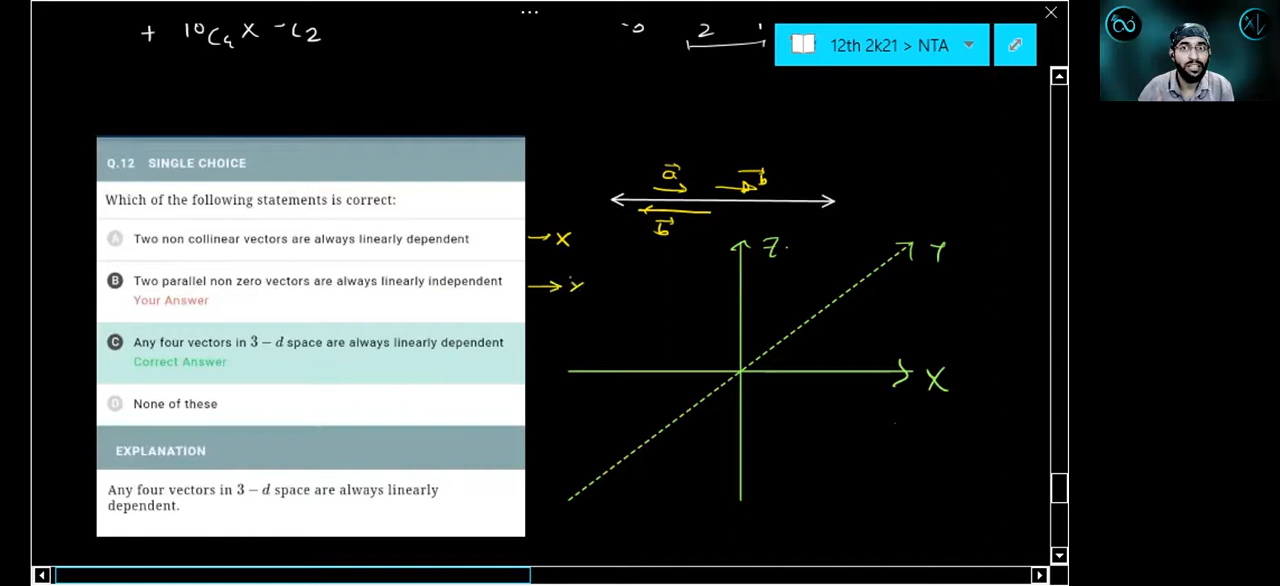 + 10C4 X - C2
2
12th 2k21 > NTA
Q.12 SINGLE CHOICE
Which of the following statements is correct:
A Two non collinear vectors are always linearly dependent
B Two parallel non zero vectors are always linearly independent
Your Answer
C Any four vectors in 3 − d space are always linearly dependent
Correct Answer
D None of these
EXPLANATION
Any four vectors in 3 − d space are always linearly
dependent.
→ X
→
a⃗
b⃗
b⃗
Z
Y
X